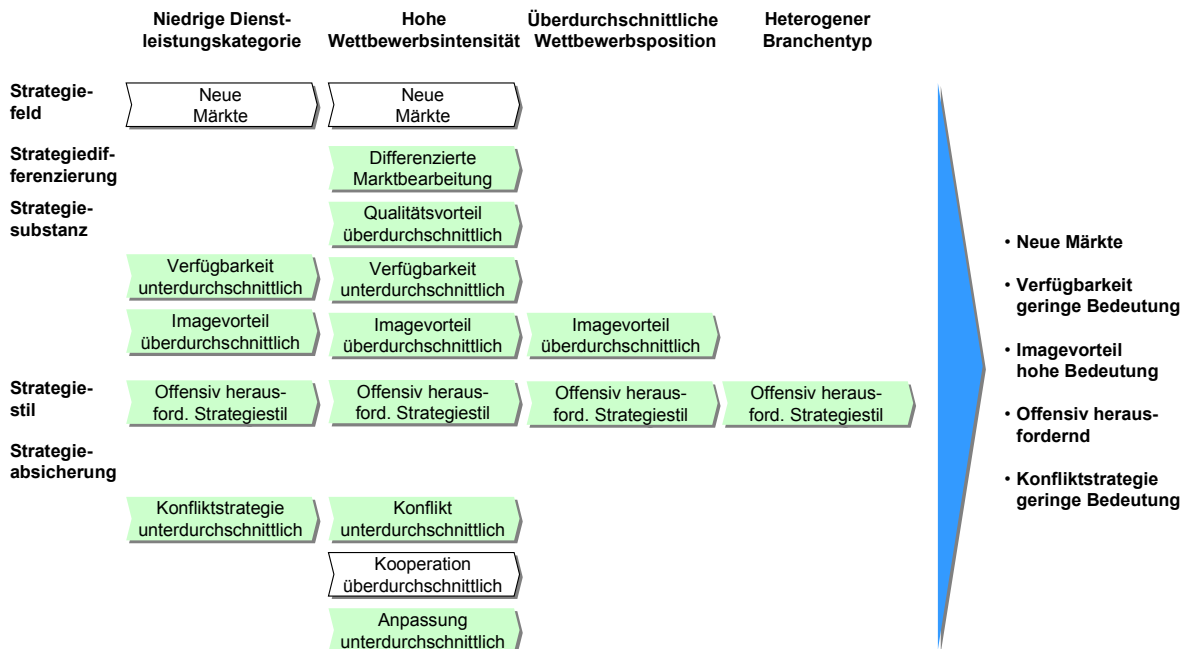 Niedrige Dienst-
leistungskategorie
Hohe
Wettbewerbsintensität
Überdurchschnittliche
Wettbewerbsposition
Heterogener
Branchentyp
Strategie-
feld
Neue
Märkte
Neue
Märkte
Strategiedif-
ferenzierung
Differenzierte
Marktbearbeitung
Strategie-
substanz
Qualitätsvorteil
überdurchschnittlich
Verfügbarkeit
unterdurchschnittlich
Verfügbarkeit
unterdurchschnittlich
Imagevorteil
überdurchschnittlich
Imagevorteil
überdurchschnittlich
Imagevorteil
überdurchschnittlich
Strategie-
stil
Offensiv heraus-
ford. Strategiestil
Offensiv heraus-
ford. Strategiestil
Offensiv heraus-
ford. Strategiestil
Offensiv heraus-
ford. Strategiestil
Strategie-
absicherung
Konfliktstrategie
unterdurchschnittlich
Konflikt
unterdurchschnittlich
Kooperation
überdurchschnittlich
Anpassung
unterdurchschnittlich
• Neue Märkte
• Verfügbarkeit
geringe Bedeutung
• Imagevorteil
hohe Bedeutung
• Offensiv heraus-
fordernd
• Konfliktstrategie
geringe Bedeutung